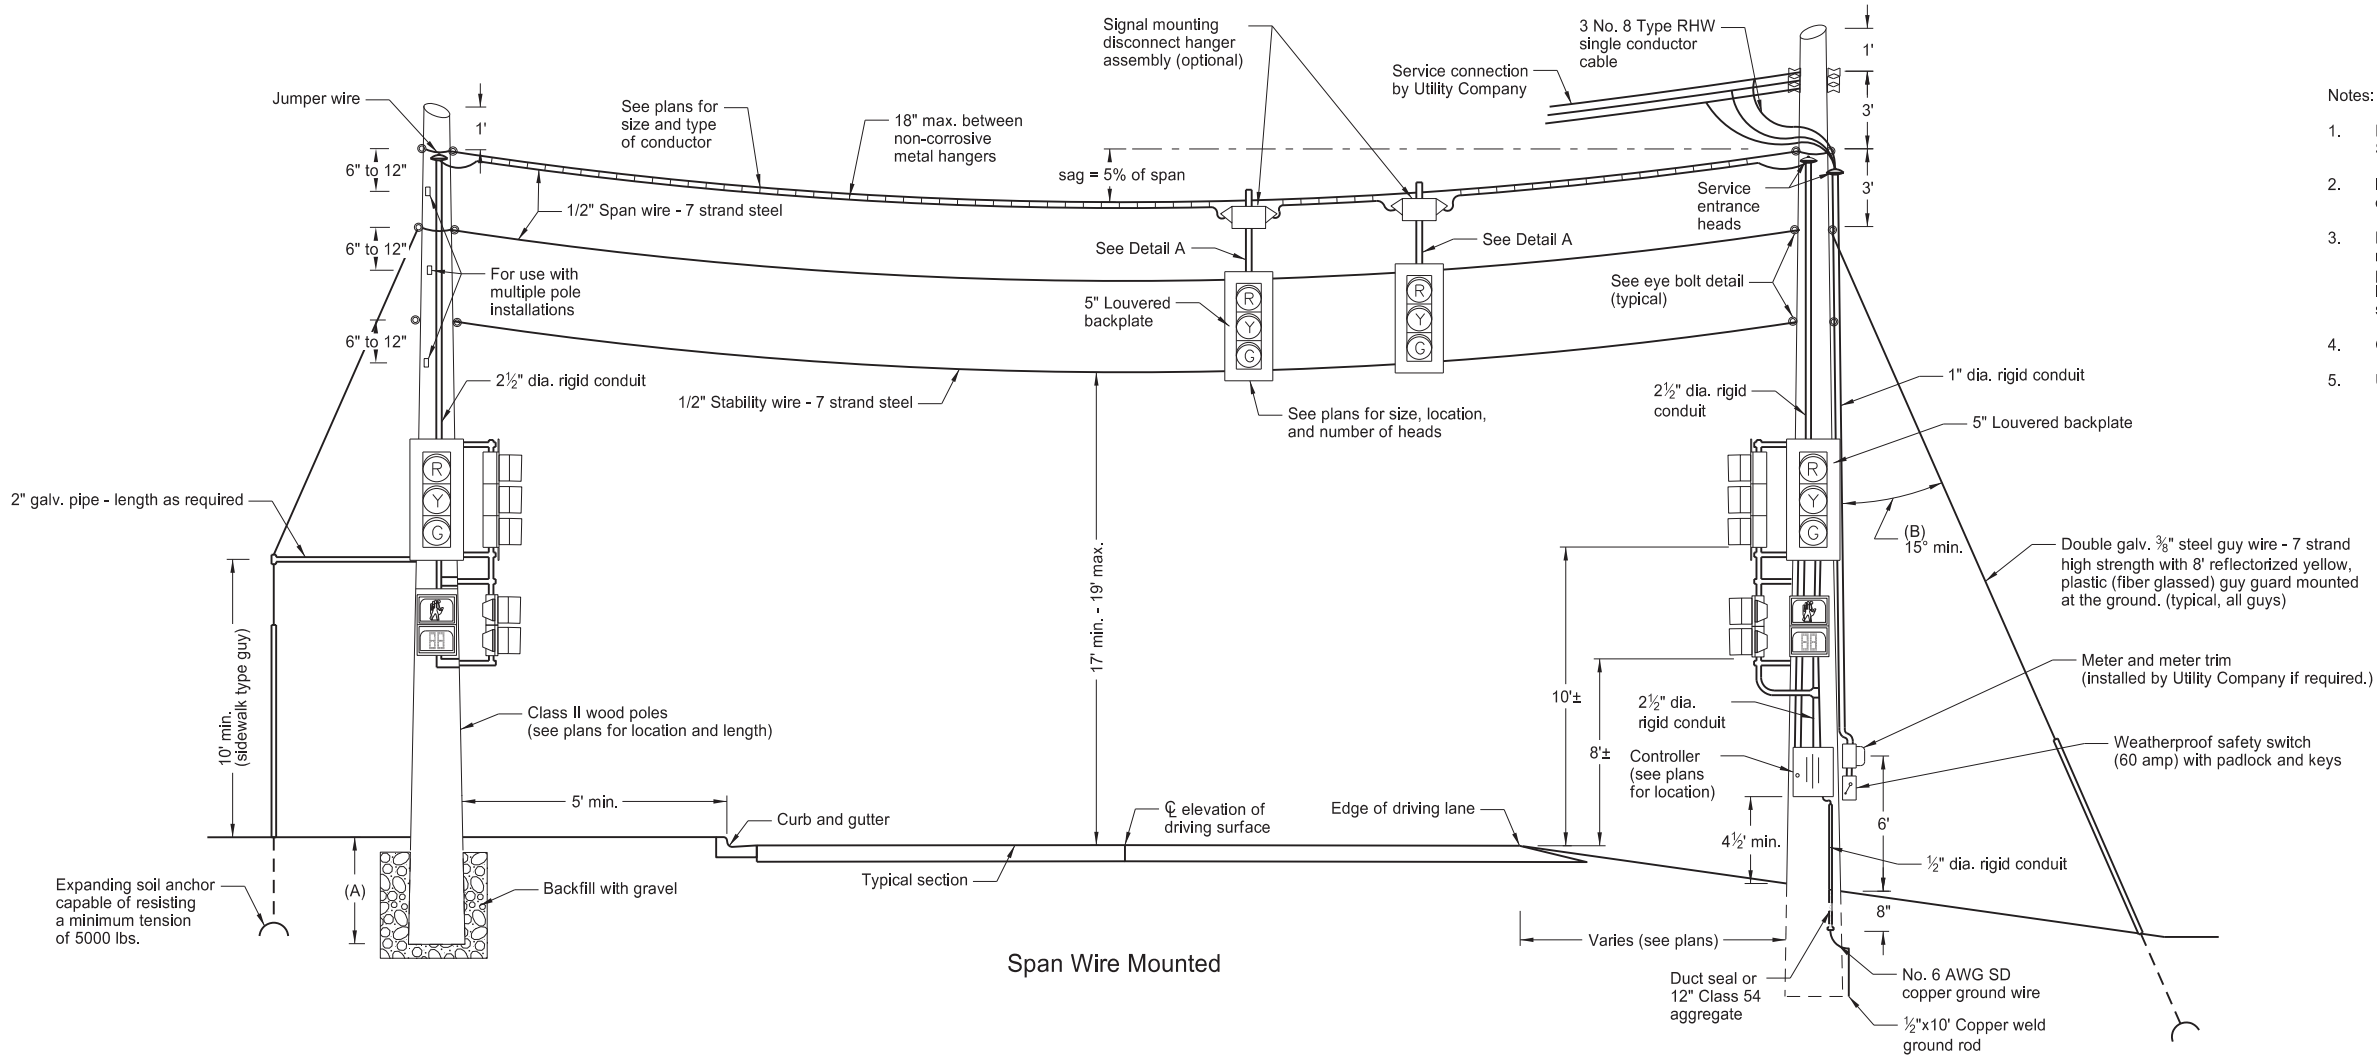 Signal mounting
disconnect hanger
assembly (optional)
3 No. 8 Type RHW
single conductor
cable
1'
Service connection
by Utility Company
Jumper wire
1'
See plans for
size and type
of conductor
18" max. between
non-corrosive
metal hangers
3'
Notes:
1.
2.
3.
4.
5.
6" to 12"
sag = 5% of span
Service
entrance
heads
3'
1/2" Span wire - 7 strand steel
6" to 12"
See Detail A
See Detail A
For use with
multiple pole
installations
5" Louvered
backplate
See eye bolt detail
(typical)
R
Y
G
R
Y
G
6" to 12"
2½" dia. rigid conduit
1/2" Stability wire - 7 strand steel
See plans for size, location,
and number of heads
2½" dia. rigid
conduit
1" dia. rigid conduit
5" Louvered backplate
R
Y
G
R
Y
G
2" galv. pipe - length as required
(B)
15° min.
Double galv. ⅜" steel guy wire - 7 strand
high strength with 8' reflectorized yellow,
plastic (fiber glassed) guy guard mounted
at the ground. (typical, all guys)
17' min. - 19' max.
10' min.
(sidewalk type guy)
10'±
8'±
Class II wood poles
(see plans for location and length)
2½" dia.
rigid conduit
Meter and meter trim
(installed by Utility Company if required.)
Controller
(see plans
for location)
Weatherproof safety switch
(60 amp) with padlock and keys
5' min.
Curb and gutter
℄ elevation of
driving surface
Edge of driving lane
4½' min.
6'
½" dia. rigid conduit
Expanding soil anchor
capable of resisting
a minimum tension
of 5000 lbs.
(A)
Backfill with gravel
Typical section
8"
Varies (see plans)
Span Wire Mounted
Duct seal or
12" Class 54
aggregate
No. 6 AWG SD
copper ground wire
½"x10' Copper weld
ground rod